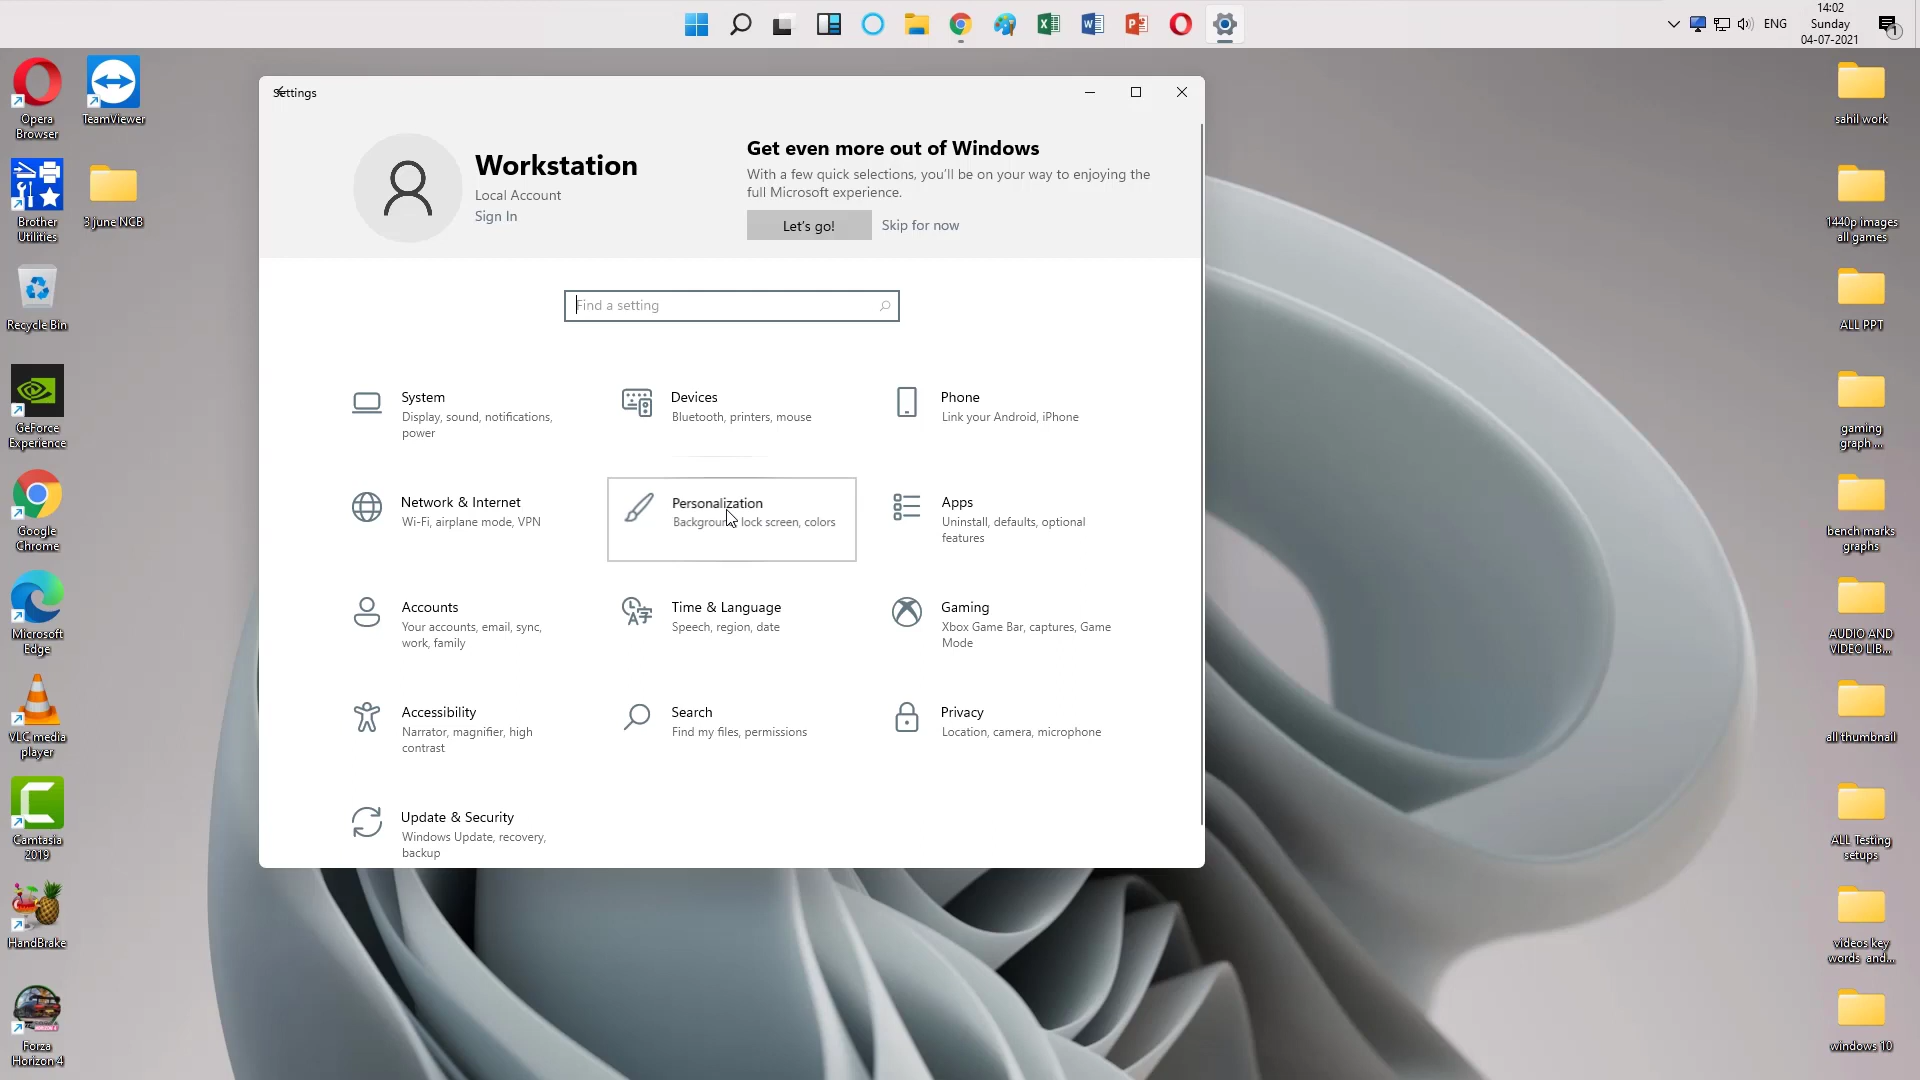 14:02
ENG
Sunday
04-07-2021
1
Opera
Browser
TeamViewer
Brother
Utilities
3 june NCB
Recycle Bin
GeForce
Experience
Google
Chrome
Microsoft
Edge
VLC media
player
Camtasia
2019
HandBrake
Forza
Horizon 4
Settings
Workstation
Local Account
Sign In
Get even more out of Windows
With a few quick selections, you'll be on your way to enjoying the
full Microsoft experience.
Let's go!
Skip for now
Find a setting
System
Display, sound, notifications,
power
Devices
Bluetooth, printers, mouse
Phone
Link your Android, iPhone
Network & Internet
Wi-Fi, airplane mode, VPN
Personalization
Background, lock screen, colors
Apps
Uninstall, defaults, optional
features
Accounts
Your accounts, email, sync,
work, family
Time & Language
Speech, region, date
Gaming
Xbox Game Bar, captures, Game
Mode
Accessibility
Narrator, magnifier, high
contrast
Search
Find my files, permissions
Privacy
Location, camera, microphone
Update & Security
Windows Update, recovery,
backup
sahil work
1440p images
all games
ALL PPT
gaming
graph ...
bench marks
graphs
AUDIO AND
VIDEO LIB...
all thumbnail
ALL Testing
setups
videos key
words and...
windows 10